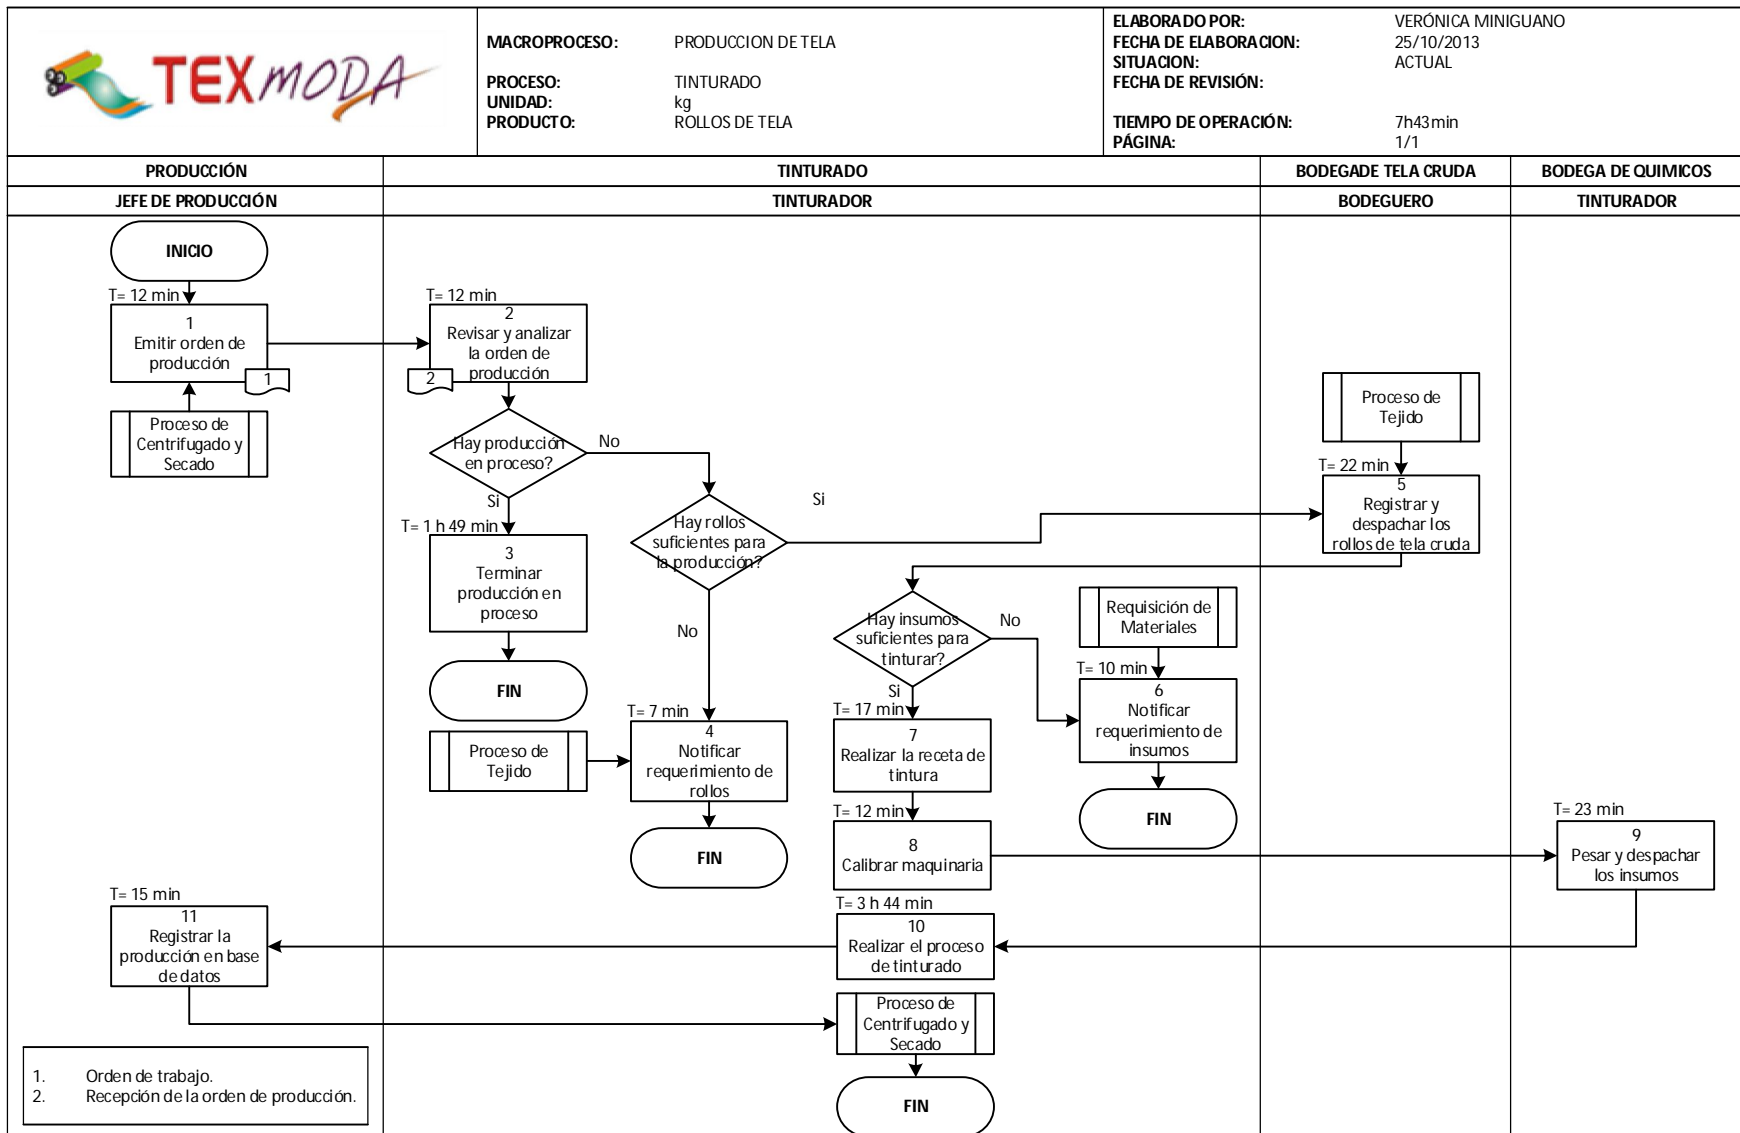 TEXMODA
MACROPROCESO: PRODUCCION DE TELA
PROCESO: TINTURADO
UNIDAD: kg
PRODUCTO: ROLLOS DE TELA
ELABORADO POR: VERÓNICA MINIGUANO
FECHA DE ELABORACION: 25/10/2013
SITUACION: ACTUAL
FECHA DE REVISIÓN:
TIEMPO DE OPERACIÓN: 7h43min
PÁGINA: 1/1
PRODUCCIÓN
TINTURADO
BODEGADE TELA CRUDA
BODEGA DE QUIMICOS
JEFE DE PRODUCCIÓN
TINTURADOR
BODEGUERO
TINTURADOR
INICIO
T= 12 min
1
Emitir orden de
producción
1
Proceso de
Centrifugado y
Secado
T= 12 min
2
Revisar y analizar
la orden de
producción
2
Hay producción
en proceso?
No
Si
T= 1 h 49 min
3
Terminar
producción en
proceso
FIN
Hay rollos
suficientes para
la producción?
Si
No
Proceso de
Tejido
T= 7 min
4
Notificar
requerimiento de
rollos
FIN
Proceso de
Tejido
T= 22 min
5
Registrar y
despachar los
rollos de tela cruda
Hay insumos
suficientes para
tinturar?
No
Si
Requisición de
Materiales
T= 10 min
6
Notificar
requerimiento de
insumos
FIN
T= 17 min
7
Realizar la receta de
tintura
T= 12 min
8
Calibrar maquinaria
T= 23 min
9
Pesar y despachar
los insumos
T= 3 h 44 min
10
Realizar el proceso
de tinturado
T= 15 min
11
Registrar la
producción en base
de datos
Proceso de
Centrifugado y
Secado
FIN
1. Orden de trabajo.
2. Recepción de la orden de producción.